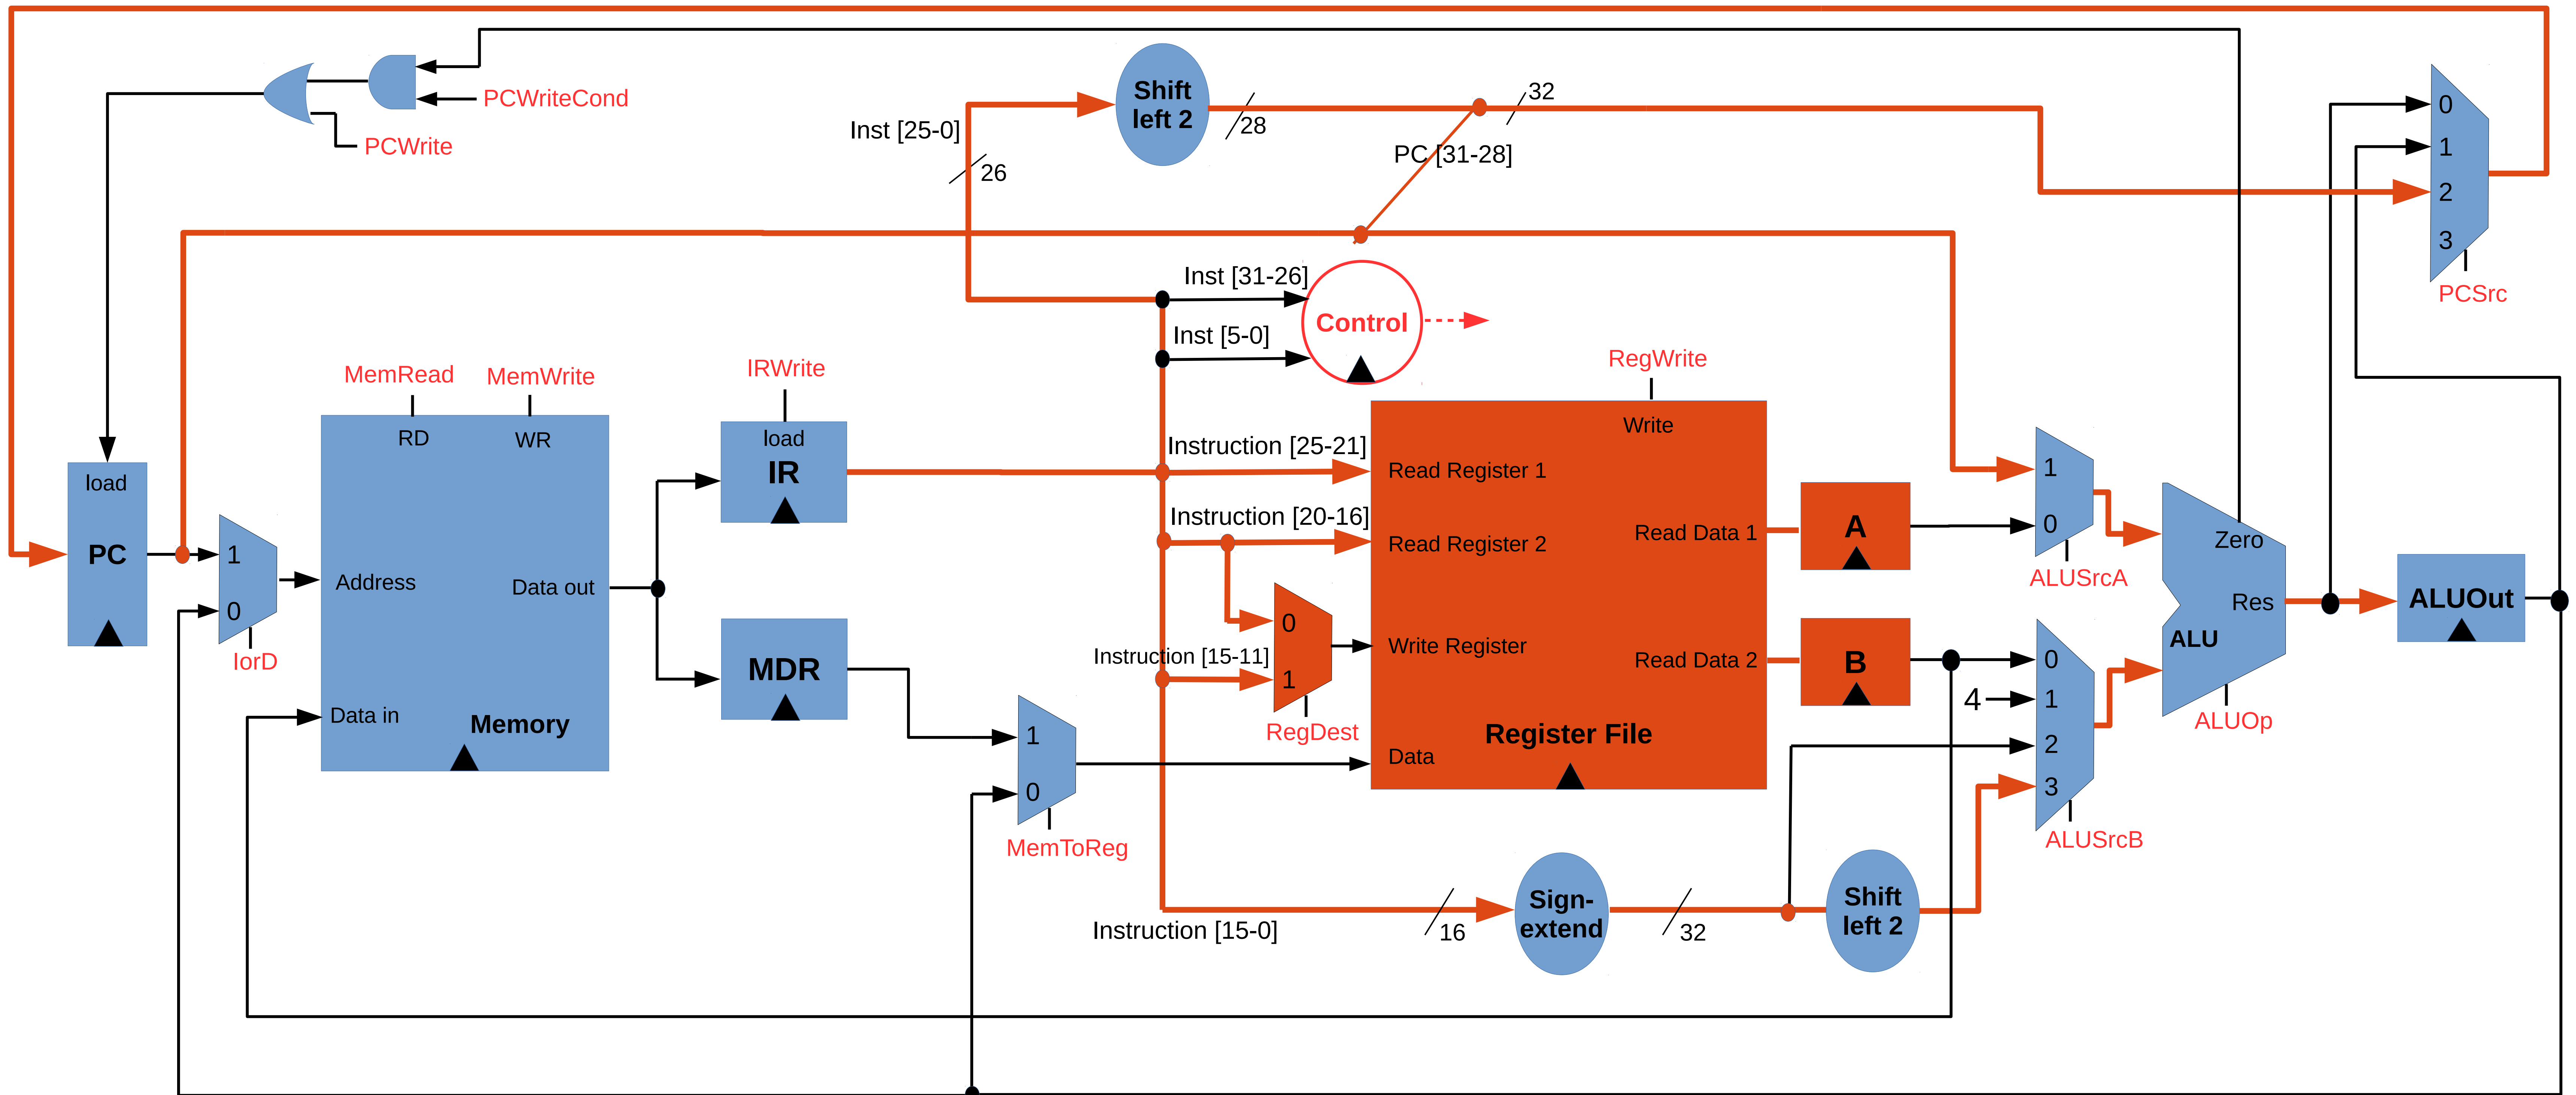 PCWriteCond
PCWrite
Shift
left 2
Inst [25-0]
26
28
32
PC [31-28]
0
1
2
3
PCSrc
Inst [31-26]
Inst [5-0]
Control
MemRead
MemWrite
IRWrite
RegWrite
load
PC
1
0
IorD
RD
WR
Address
Data out
Data in
Memory
load
IR
MDR
1
0
MemToReg
Instruction [25-21]
Instruction [20-16]
Instruction [15-11]
0
1
RegDest
Write
Read Register 1
Read Register 2
Read Data 1
Write Register
Read Data 2
Register File
Data
A
B
1
0
ALUSrcA
0
4
1
2
3
ALUSrcB
Zero
Res
ALU
ALUOp
ALUOut
Instruction [15-0]
16
Sign-
extend
32
Shift
left 2